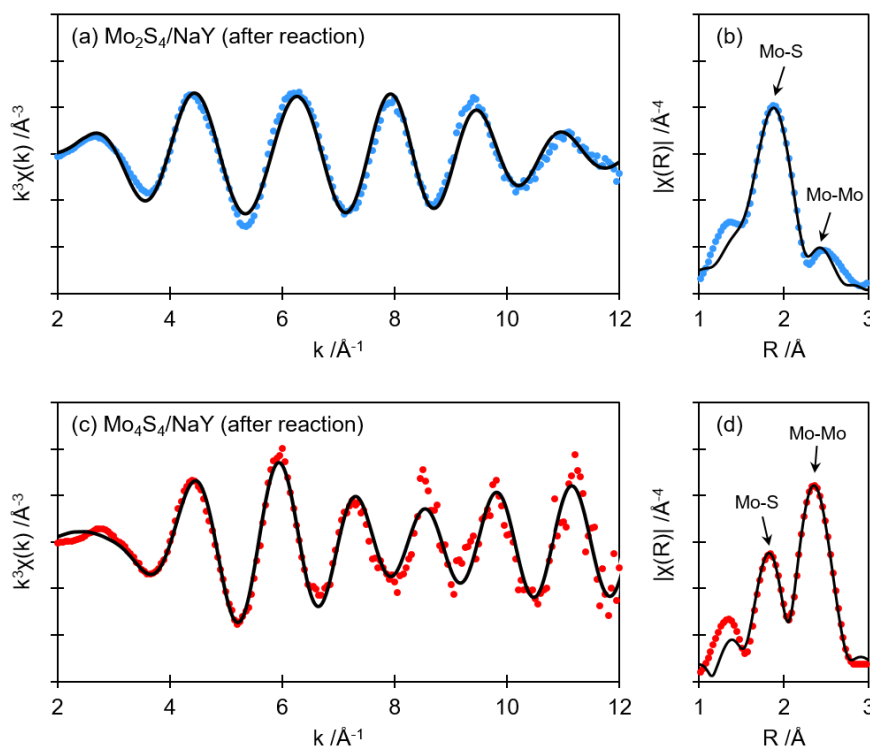 (a) Mo₂S₄/NaY (after reaction)
k³χ(k) /Å⁻³
2 4 6 8 10 12
k /Å⁻¹
(b)
Mo-S
Mo-Mo
|χ(R)| /Å⁻⁴
1 2 3
R /Å
(c) Mo₄S₄/NaY (after reaction)
k³χ(k) /Å⁻³
2 4 6 8 10 12
k /Å⁻¹
(d)
Mo-Mo
Mo-S
|χ(R)| /Å⁻⁴
1 2 3
R /Å